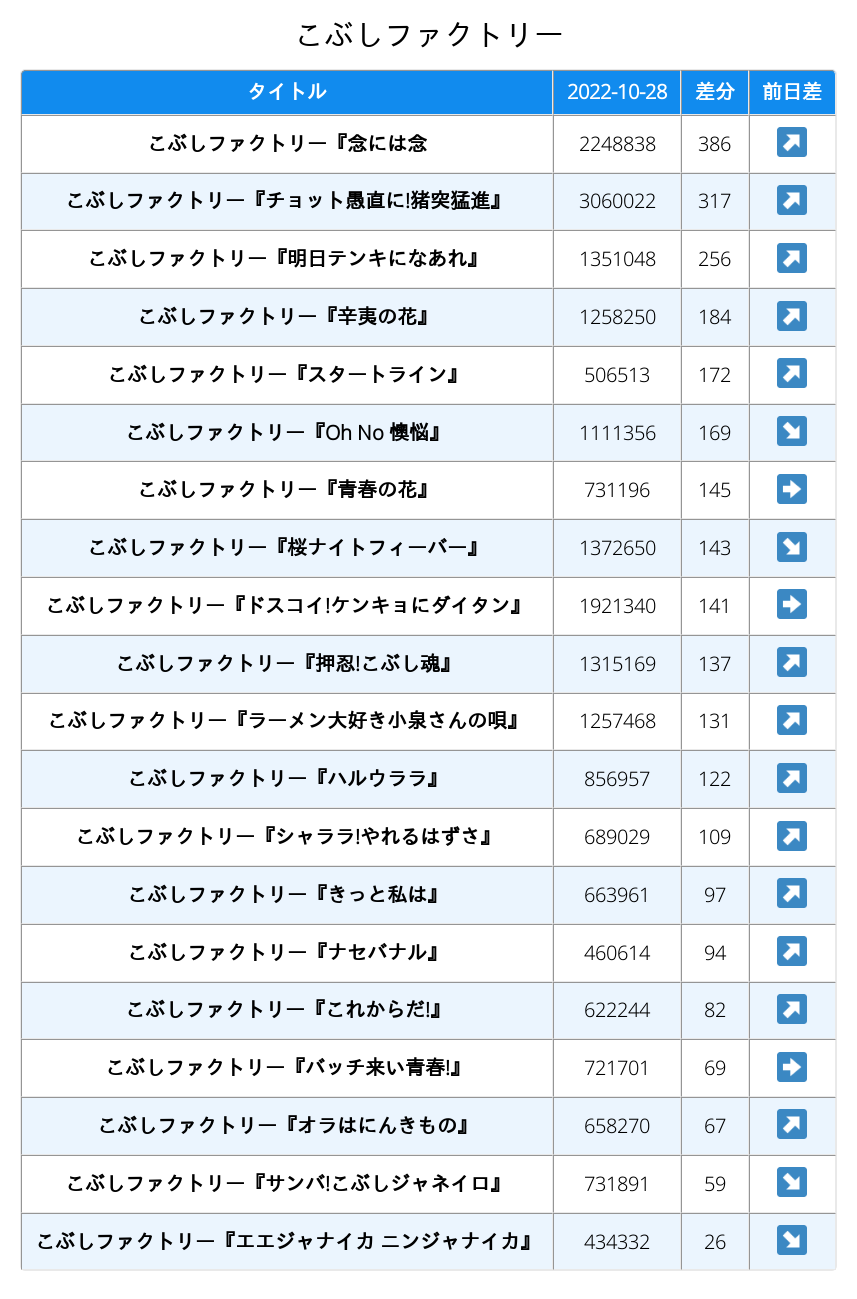 こぶしファクトリー
タイトル 2022-10-28 差分 前日差
こぶしファクトリー『念には念 2248838 386
こぶしファクトリー『チョット愚直に!猪突猛進』 3060022 317
こぶしファクトリー『明日テンキになあれ』 1351048 256
こぶしファクトリー『辛夷の花』 1258250 184
こぶしファクトリー『スタートライン』 506513 172
こぶしファクトリー『Oh No 懊悩』 1111356 169
こぶしファクトリー『青春の花』 731196 145
こぶしファクトリー『桜ナイトフィーバー』 1372650 143
こぶしファクトリー『ドスコイ!ケンキョにダイタン』 1921340 141
こぶしファクトリー『押忍!こぶし魂』 1315169 137
こぶしファクトリー『ラーメン大好き小泉さんの唄』 1257468 131
こぶしファクトリー『ハルウララ』 856957 122
こぶしファクトリー『シャララ!やれるはずさ』 689029 109
こぶしファクトリー『きっと私は』 663961 97
こぶしファクトリー『ナセバナル』 460614 94
こぶしファクトリー『これからだ!』 622244 82
こぶしファクトリー『バッチ来い青春!』 721701 69
こぶしファクトリー『オラはにんきもの』 658270 67
こぶしファクトリー『サンバ!こぶしジャネイロ』 731891 59
こぶしファクトリー『エエジャナイカ ニンジャナイカ』 434332 26